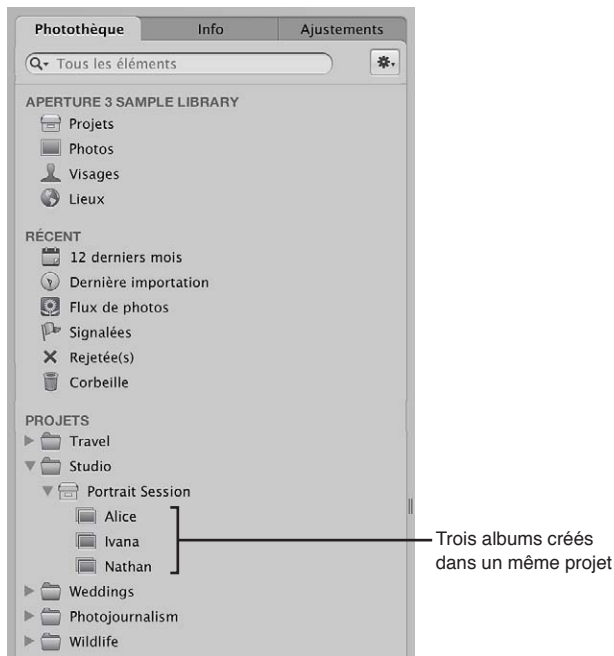 Photothèque Info Ajustements
Tous les éléments
APERTURE 3 SAMPLE LIBRARY
Projets
Photos
Visages
Lieux
RÉCENT
12 derniers mois
Dernière importation
Flux de photos
Signalées
Rejetée(s)
Corbeille
PROJETS
Travel
Studio
Portrait Session
Alice
Ivana
Nathan
Weddings
Photojournalism
Wildlife
Trois albums créés
dans un même projet